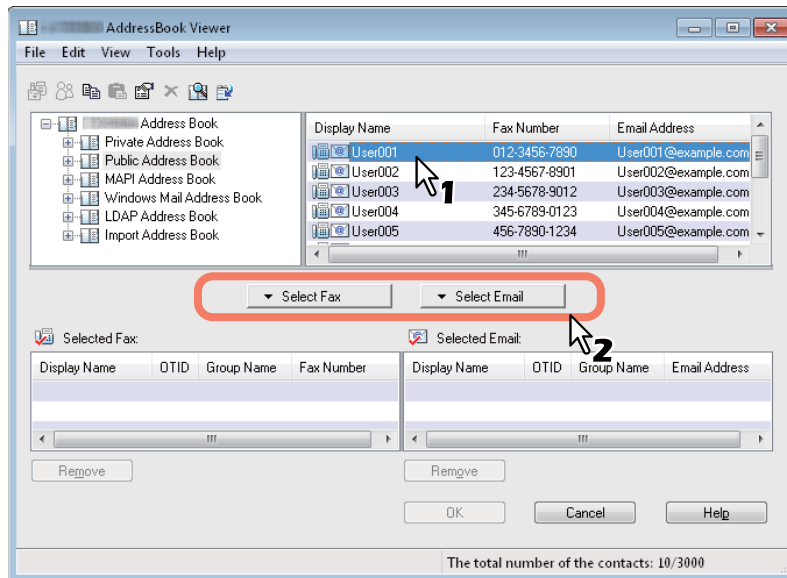 AddressBook Viewer
File Edit View Tools Help
Address Book
Private Address Book
Public Address Book
MAPI Address Book
Windows Mail Address Book
LDAP Address Book
Import Address Book
Display Name Fax Number Email Address
User001 012-3456-7890 User001@example.com
User002 123-4567-8901 User002@example.com
User003 234-5678-9012 User003@example.com
User004 345-6789-0123 User004@example.com
User005 456-7890-1234 User005@example.com
1
Select Fax Select Email
2
Selected Fax: Selected Email:
Display Name OTID Group Name Fax Number Display Name OTID Group Name Email Address
Remove Remove
OK Cancel Help
The total number of the contacts: 10/3000